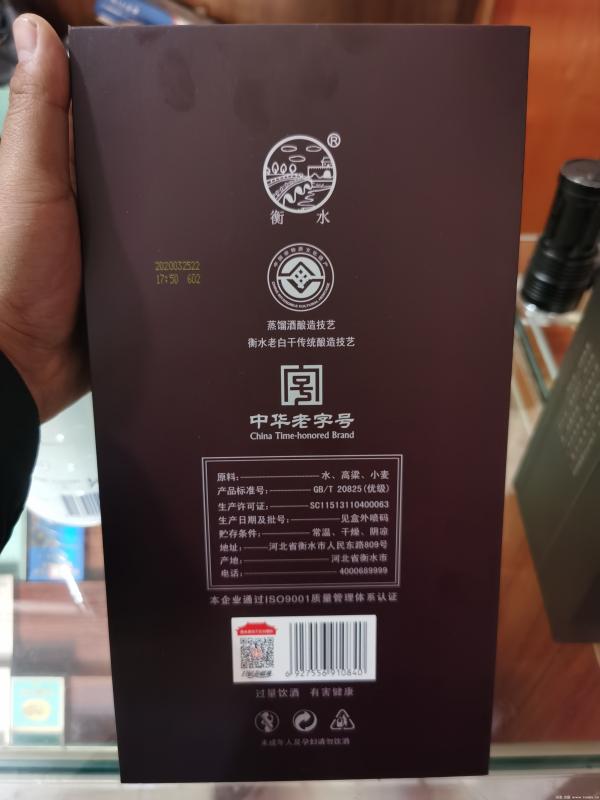 ®
衡 水
2020032522
17:50 602
蒸馏酒酿造技艺
衡水老白干传统酿造技艺
中华老字号
China Time-honored Brand
原料: 水、高粱、小麦
产品标准号: GB/T 20825(优级)
生产许可证: SC11513110400063
生产日期及批号: 见盒外喷码
贮存条件: 常温、干燥、阴凉
地址: 河北省衡水市人民东路809号
产地: 河北省衡水市
电话: 4000689999
本企业通过ISO9001质量管理体系认证
6 927556 910840
过量饮酒 有害健康
未成年人及孕妇请勿饮酒